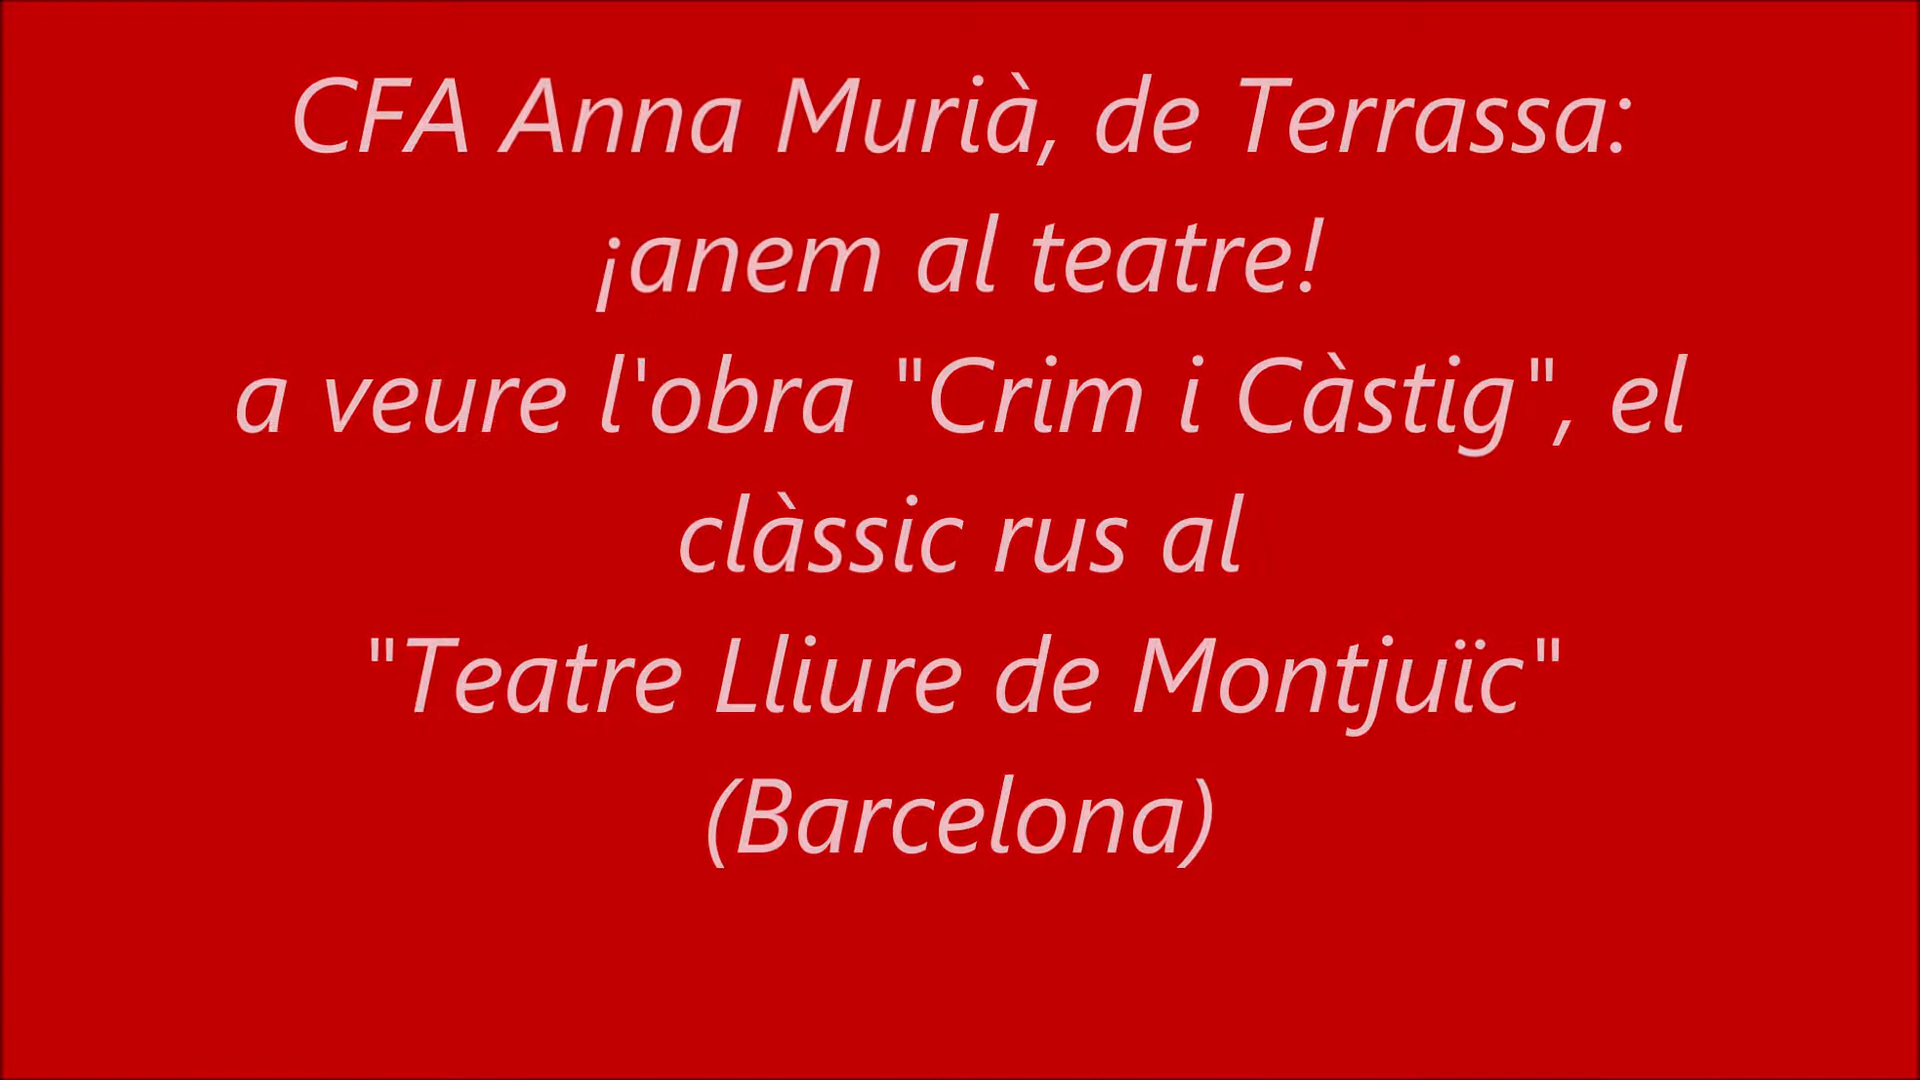 CFA Anna Murià, de Terrassa:
¡anem al teatre!
a veure l'obra "Crim i Càstig", el
clàssic rus al
"Teatre Lliure de Montjuïc"
(Barcelona)